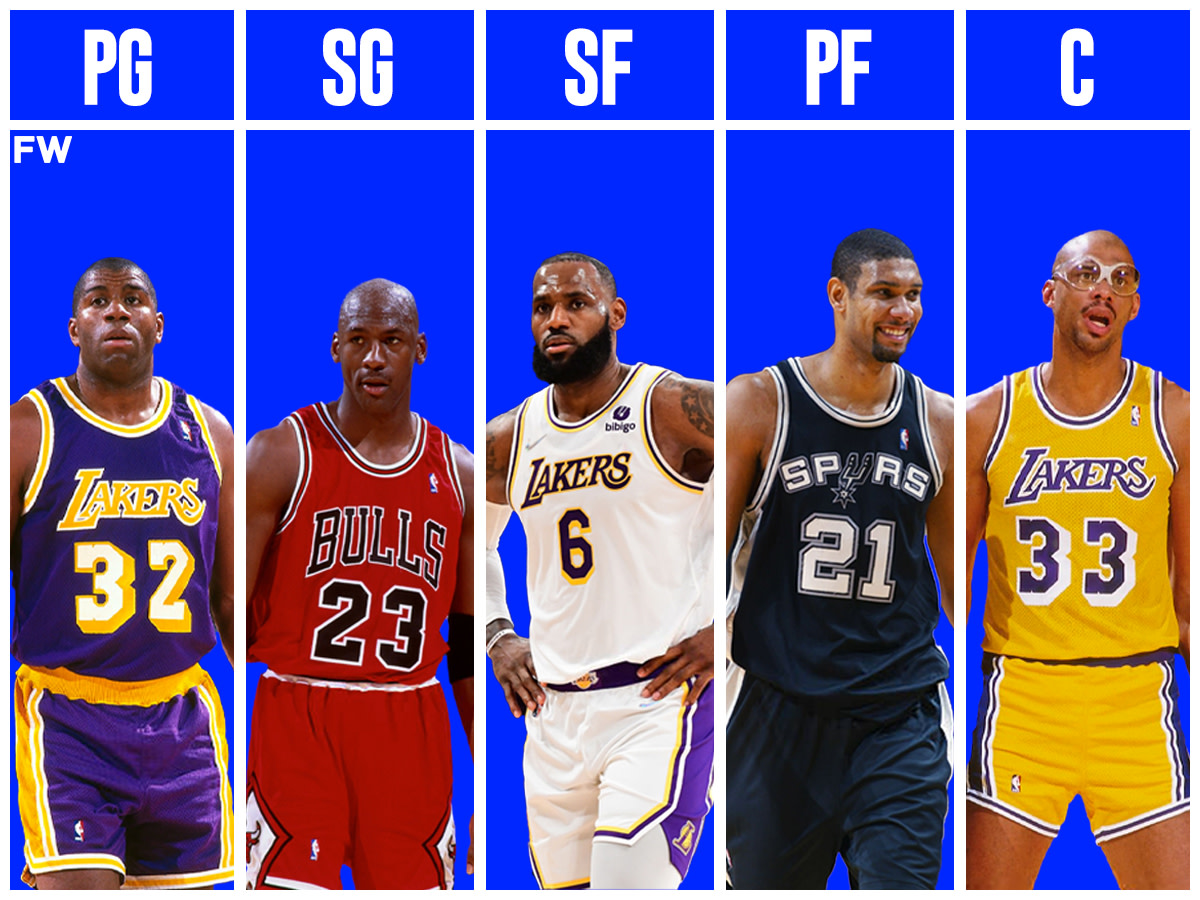 PG
SG
SF
PF
C
FW
LAKERS
32
BULLS
23
bibigo
LAKERS
6
SPURS
21
LAKERS
33